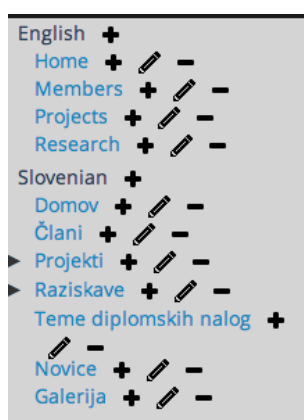 English
Home
Members
Projects
Research
Slovenian
Domov
Člani
Projekti
Raziskave
Teme diplomskih nalog
Novice
Galerija